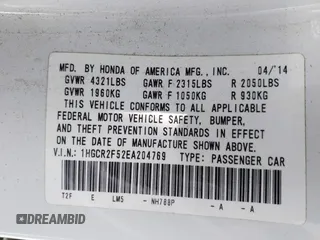 MFD. BY HONDA OF AMERICA MFG., INC. 04/14
GVWR 4321LBS GAWR F 2315LBS R 2050LBS
GVWR 1960KG GAWR F 1050KG R 930KG
THIS VEHICLE CONFORMS TO ALL APPLICABLE
FEDERAL MOTOR VEHICLE SAFETY, BUMPER,
AND THEFT PREVENTION STANDARDS IN EFFECT ON
THE DATE OF MANUFACTURE SHOWN ABOVE.
V.I.N. : 1HGCR2F52EA204769 TYPE: PASSENGER CAR
T2F E LM5 - NH788P - A -
DREAMBID